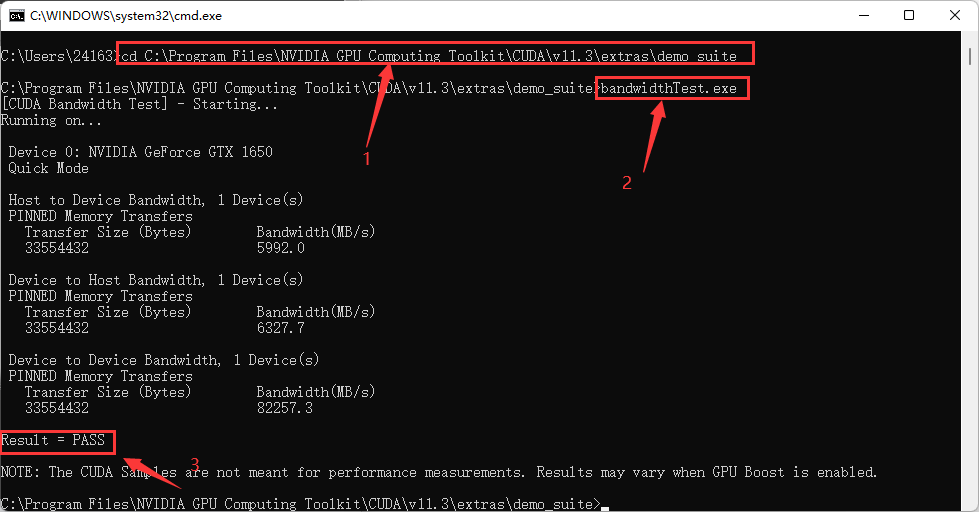 C:\WINDOWS\system32\cmd.exe
C:\Users\24163>cd C:\Program Files\NVIDIA GPU Computing Toolkit\CUDA\v11.3\extras\demo_suite
C:\Program Files\NVIDIA GPU Computing Toolkit\CUDA\v11.3\extras\demo_suite>bandwidthTest.exe
[CUDA Bandwidth Test] - Starting...
Running on...
Device 0: NVIDIA GeForce GTX 1650
Quick Mode
1
2
Host to Device Bandwidth, 1 Device(s)
PINNED Memory Transfers
Transfer Size (Bytes) Bandwidth(MB/s)
33554432 5992.0
Device to Host Bandwidth, 1 Device(s)
PINNED Memory Transfers
Transfer Size (Bytes) Bandwidth(MB/s)
33554432 6327.7
Device to Device Bandwidth, 1 Device(s)
PINNED Memory Transfers
Transfer Size (Bytes) Bandwidth(MB/s)
33554432 82257.3
Result = PASS
3
NOTE: The CUDA Samples are not meant for performance measurements. Results may vary when GPU Boost is enabled.
C:\Program Files\NVIDIA GPU Computing Toolkit\CUDA\v11.3\extras\demo_suite>